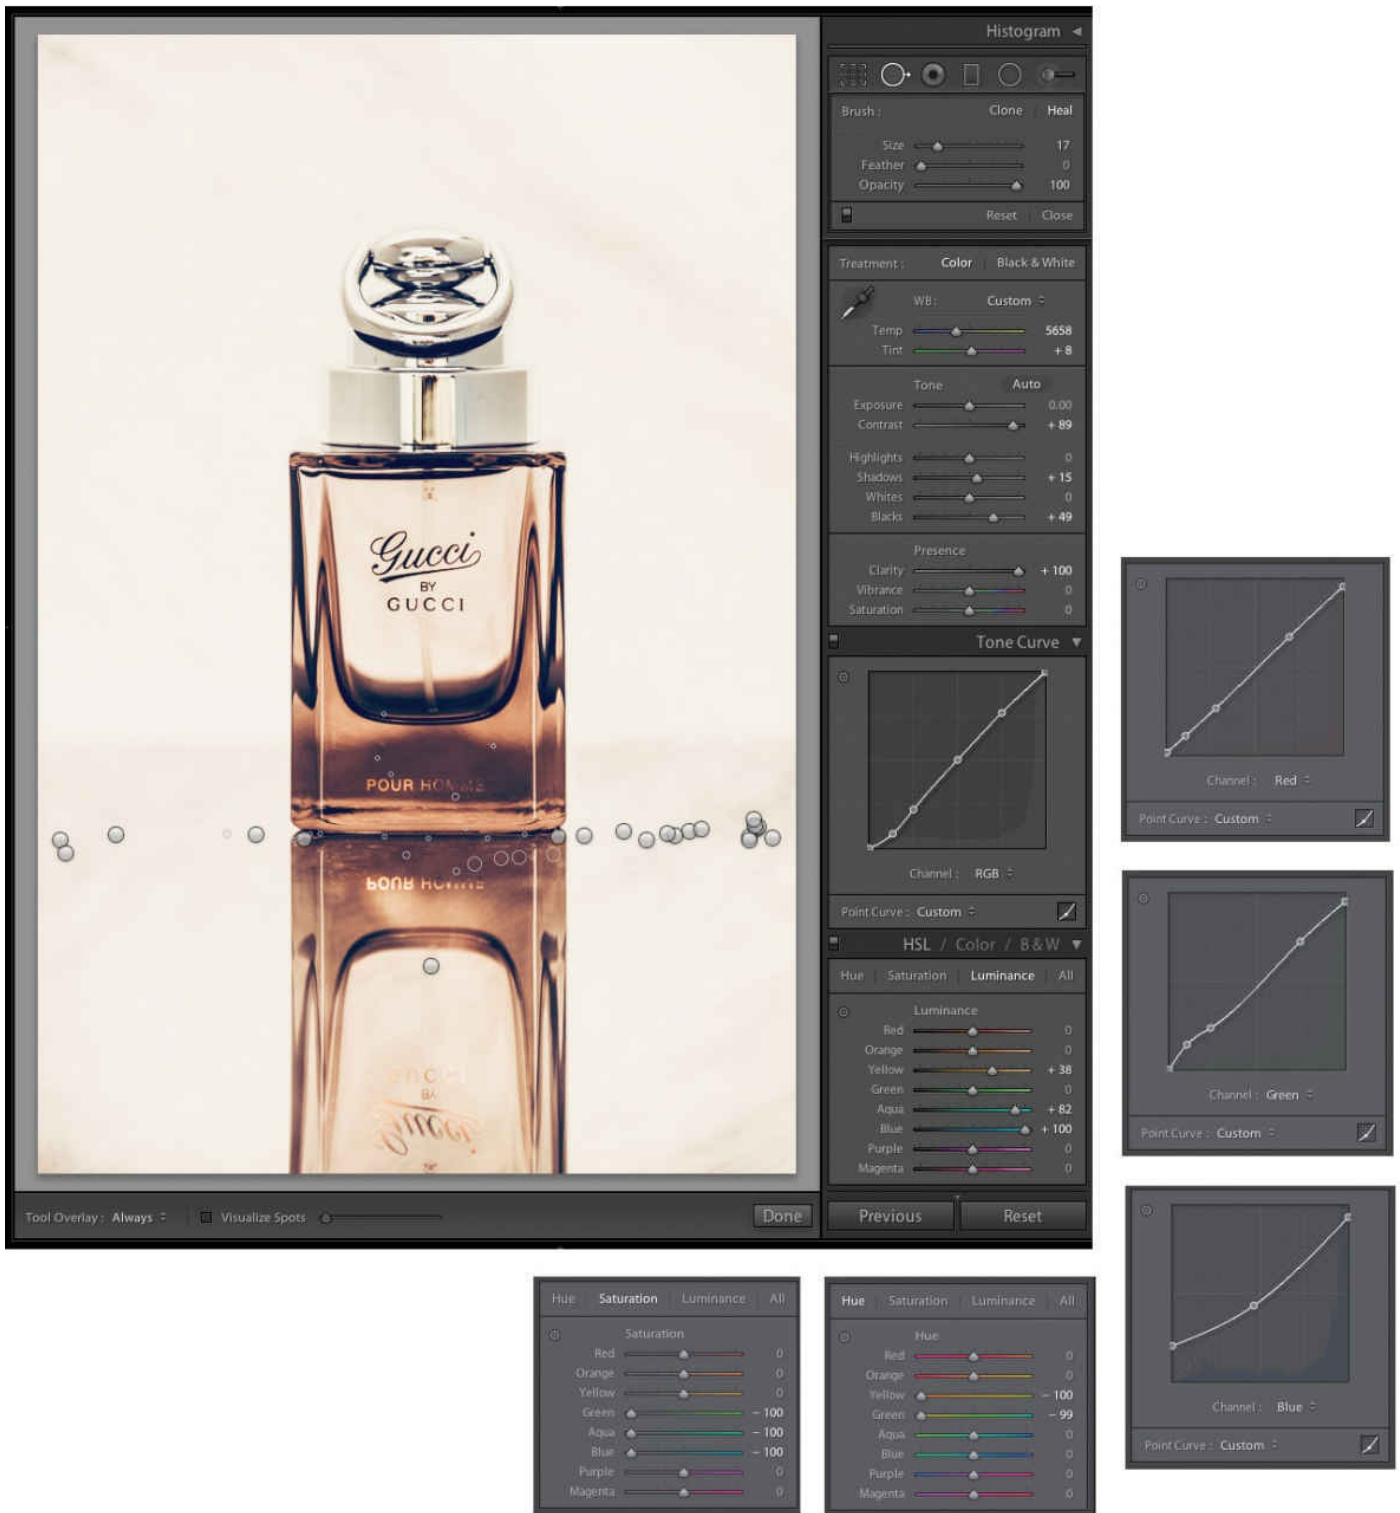 Histogram
Brush : Clone Heal
Size 17
Feather 0
Opacity 100
Reset Close
Treatment : Color Black & White
WB : Custom
Temp 5658
Tint + 8
Tone Auto
Exposure 0.00
Contrast + 89
Highlights 0
Shadows + 15
Whites 0
Blacks + 49
Presence
Clarity + 100
Vibrance 0
Saturation 0
Tone Curve
Channel : RGB
Point Curve : Custom
HSL / Color / B & W
Hue Saturation Luminance All
Luminance
Red 0
Orange 0
Yellow + 38
Green 0
Aqua + 82
Blue + 100
Purple 0
Magenta 0
Previous Reset
Gucci
BY
GUCCI
POUR HOMME
POUR HOMME
GUCCI
BY
Gucci
Tool Overlay : Always Visualize Spots Done
Channel : Red
Point Curve : Custom
Channel : Green
Point Curve : Custom
Channel : Blue
Point Curve : Custom
Hue Saturation Luminance All
Saturation
Red 0
Orange 0
Yellow 0
Green − 100
Aqua − 100
Blue − 100
Purple 0
Magenta 0
Hue Saturation Luminance All
Hue
Red 0
Orange 0
Yellow − 100
Green − 99
Aqua 0
Blue 0
Purple 0
Magenta 0